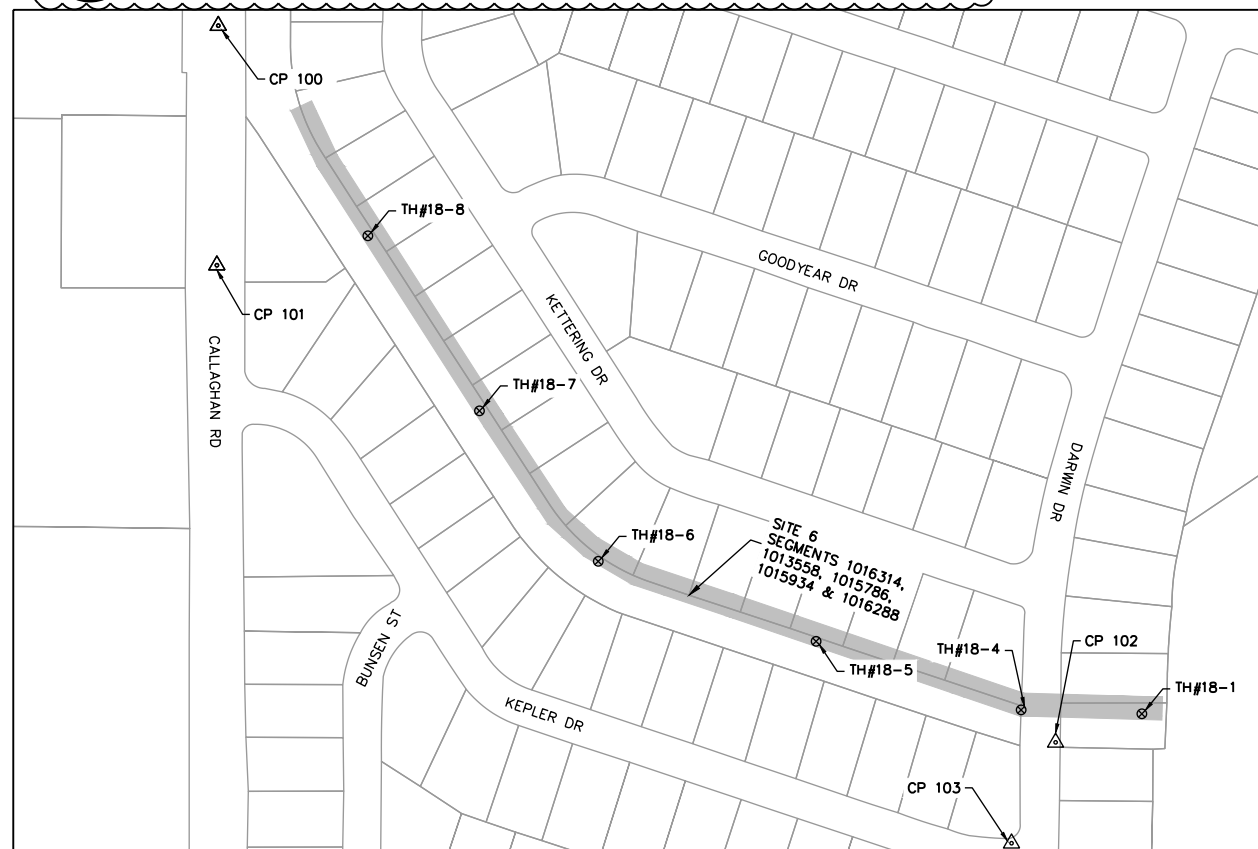 CP 100
TH#18-8
GOODYEAR DR
CP 101
KETTERING DR
CALLAGHAN RD
TH#18-7
DARWIN DR
SITE 6
SEGMENTS 1016314,
1013558, 1015786,
1015934 & 1016288
TH#18-6
BUNSEN ST
TH#18-4
CP 102
TH#18-5
TH#18-1
KEPLER DR
CP 103